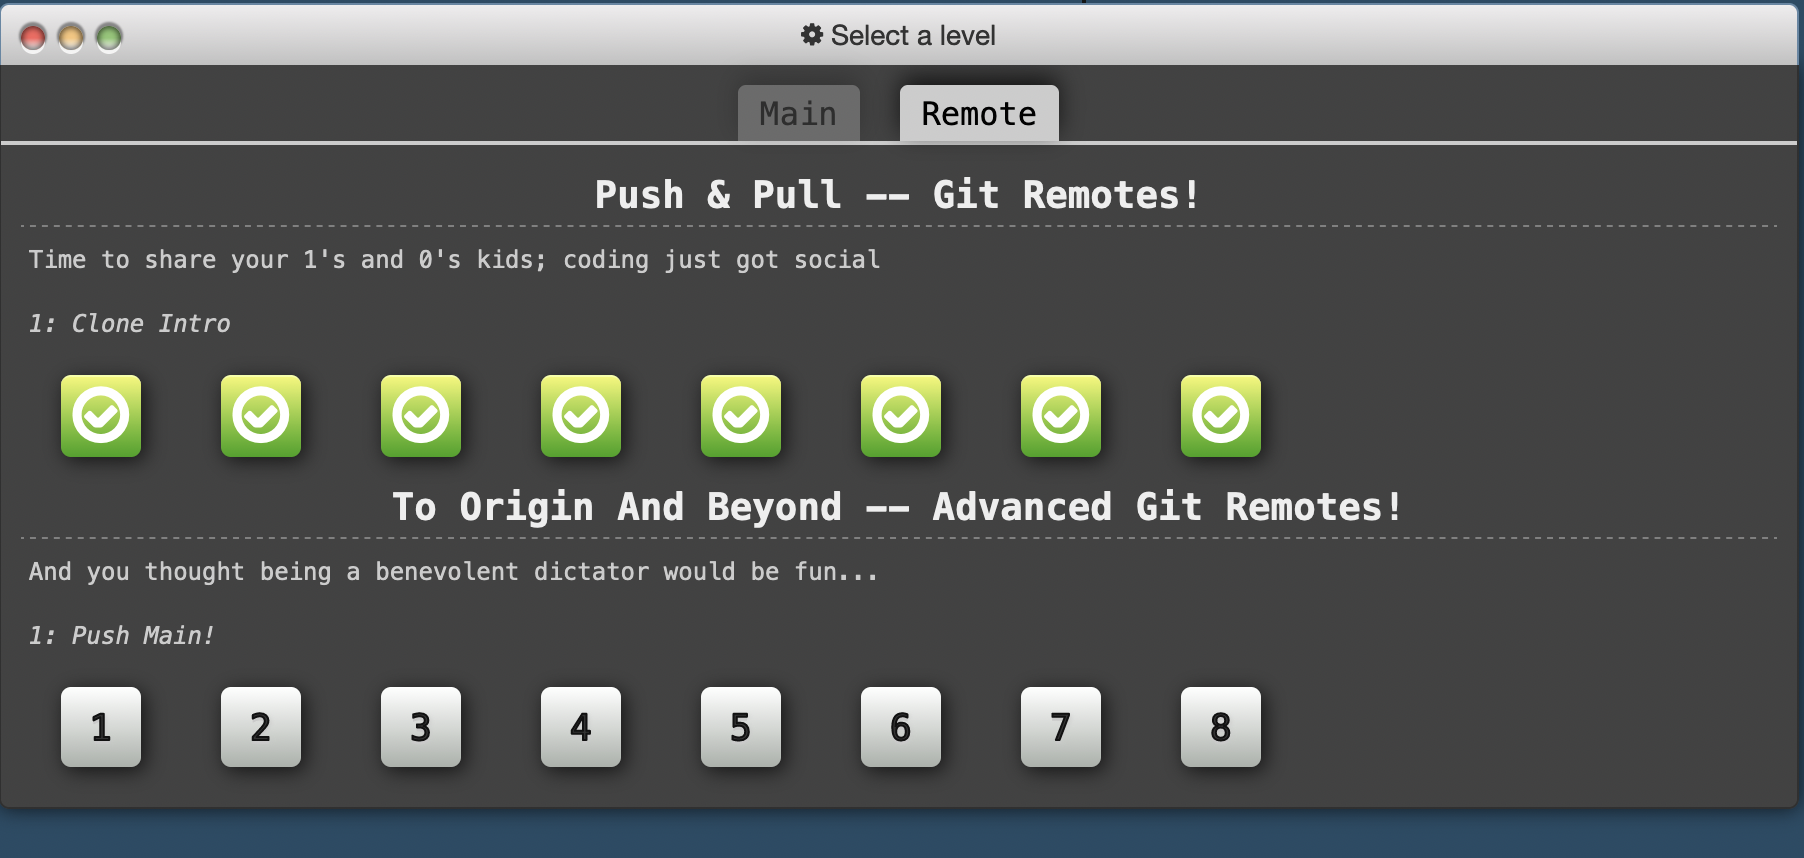 Select a level
Main Remote
Push & Pull -- Git Remotes!
Time to share your 1's and 0's kids; coding just got social
1: Clone Intro
To Origin And Beyond -- Advanced Git Remotes!
And you thought being a benevolent dictator would be fun...
1: Push Main!
1 2 3 4 5 6 7 8